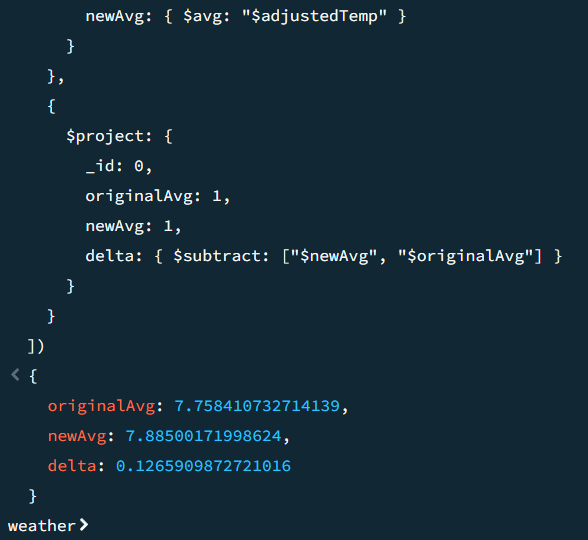 newAvg: { $avg: "$adjustedTemp" }
}
},
{
$project: {
_id: 0,
originalAvg: 1,
newAvg: 1,
delta: { $subtract: ["$newAvg", "$originalAvg"] }
}
}
])
< {
originalAvg: 7.758410732714139,
newAvg: 7.88500171998624,
delta: 0.1265909872721016
}
weather>